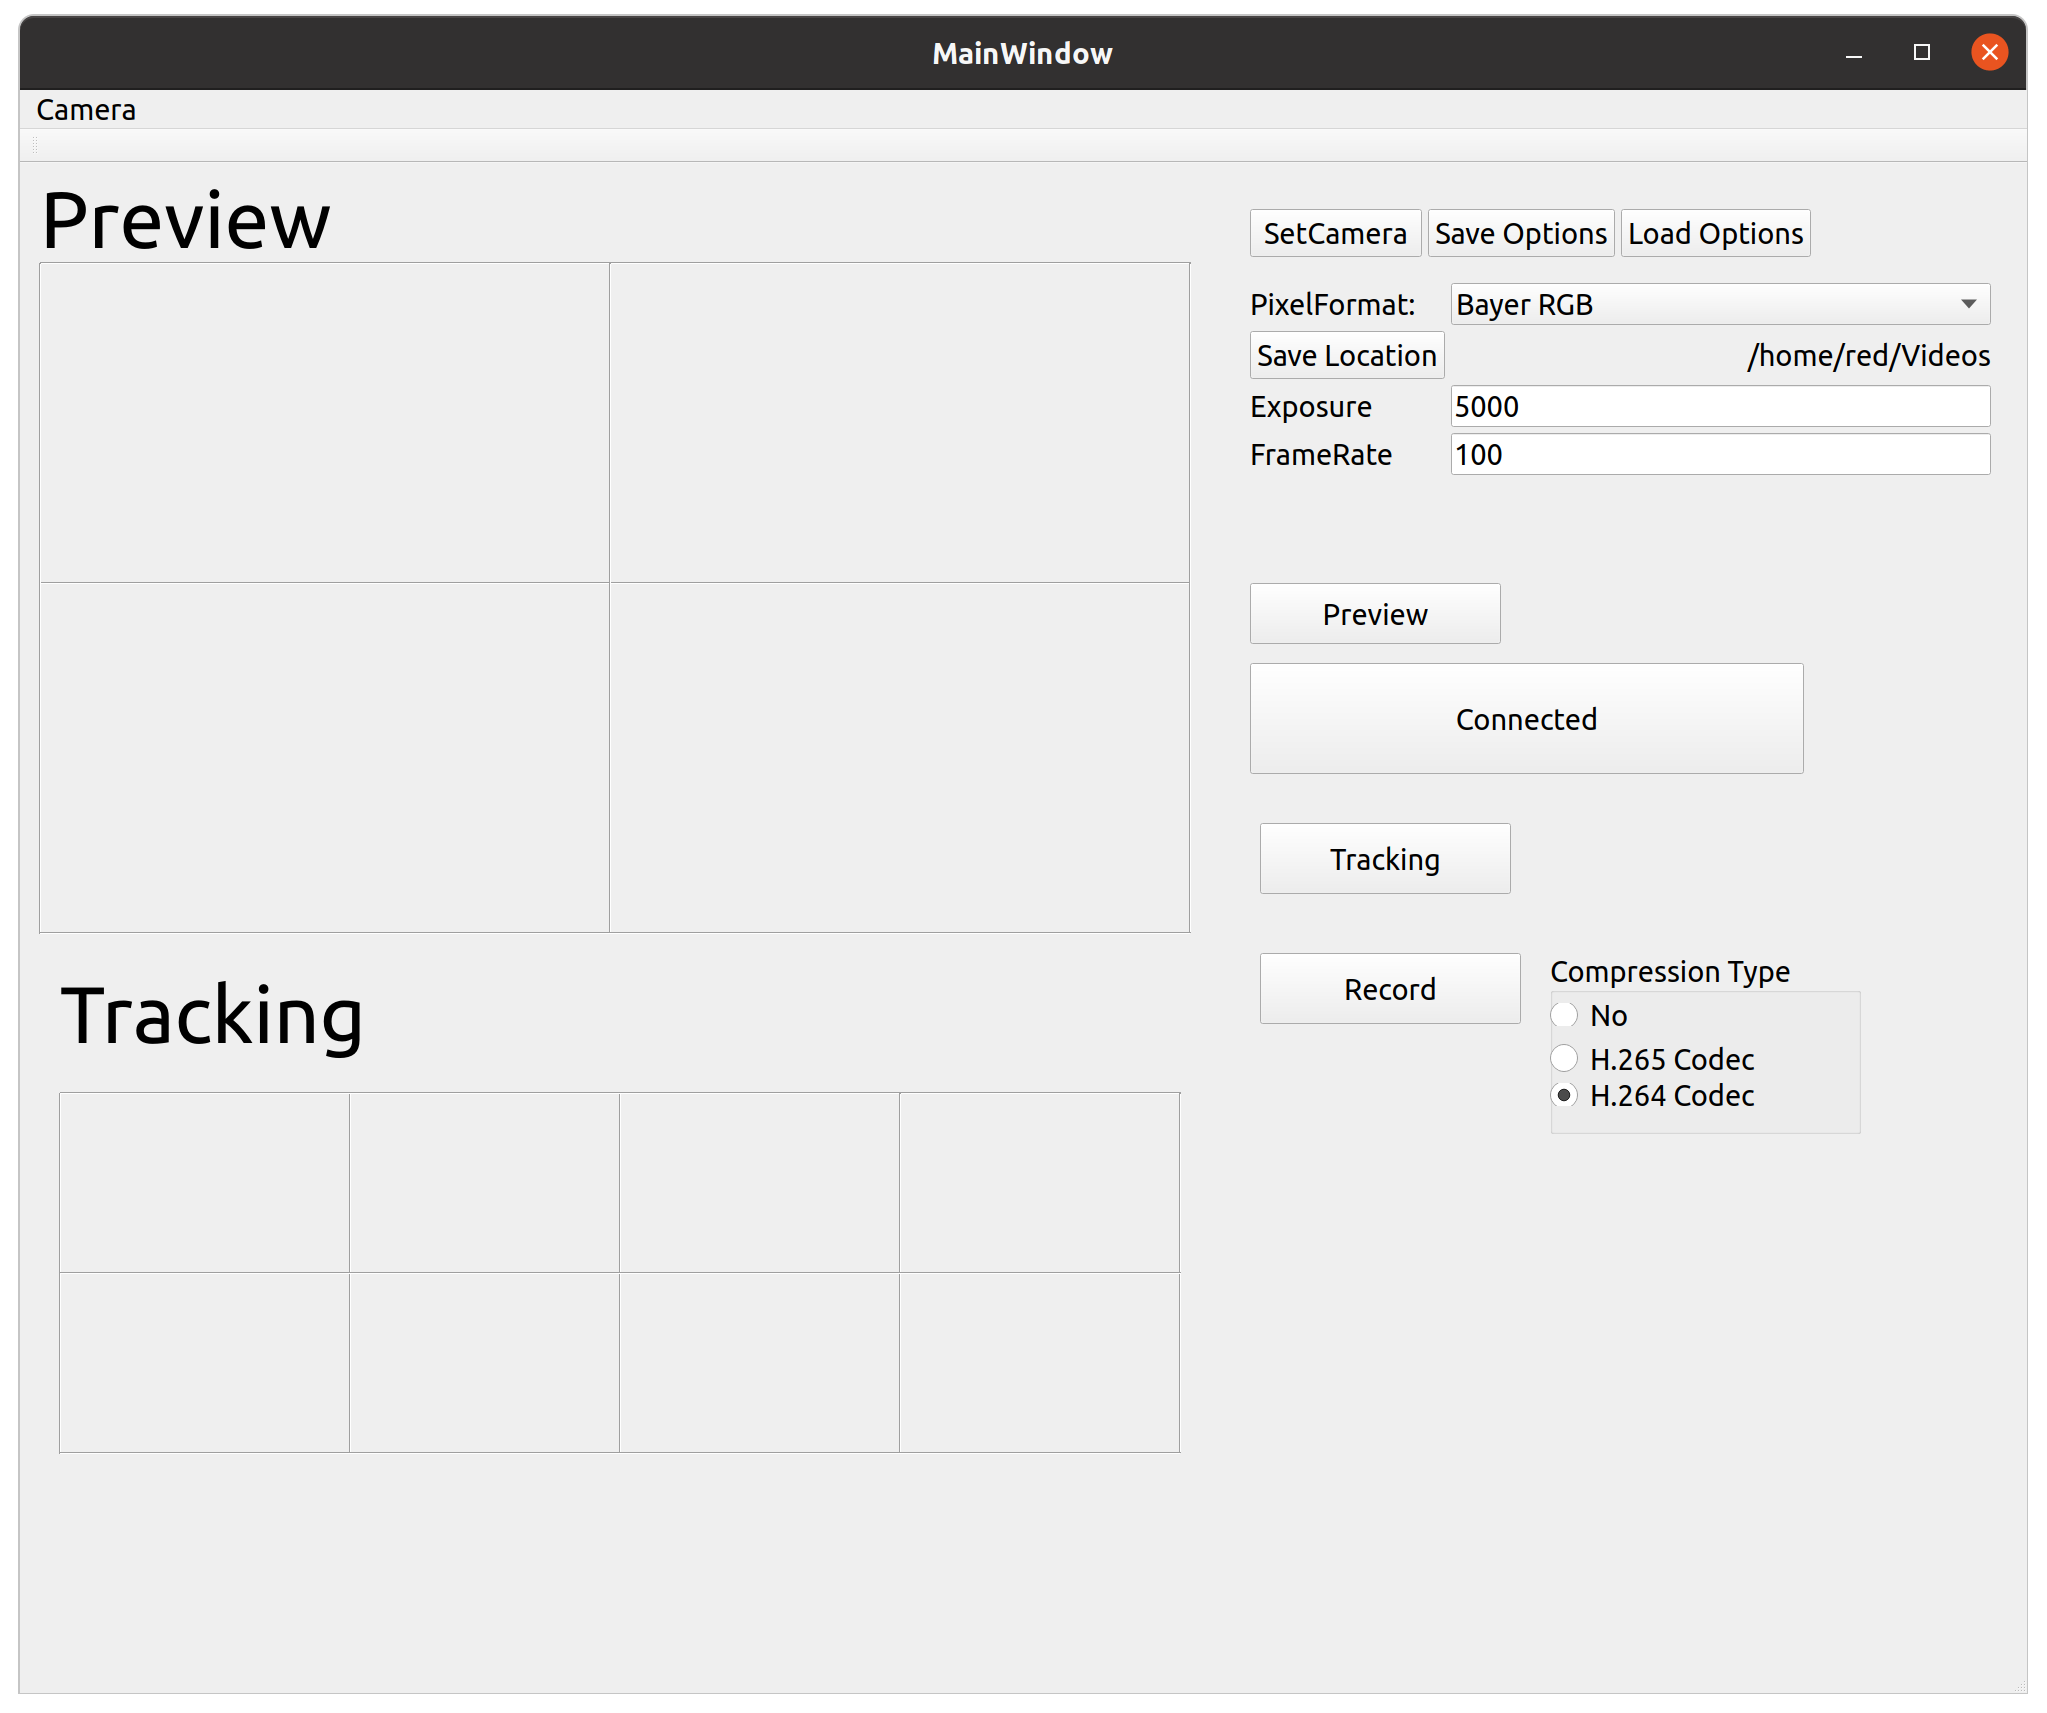 MainWindow
Camera
Preview
SetCamera Save Options Load Options
PixelFormat: Bayer RGB
Save Location /home/red/Videos
Exposure 5000
FrameRate 100
Preview
Connected
Tracking
Record
Compression Type
No
H.265 Codec
H.264 Codec
Tracking